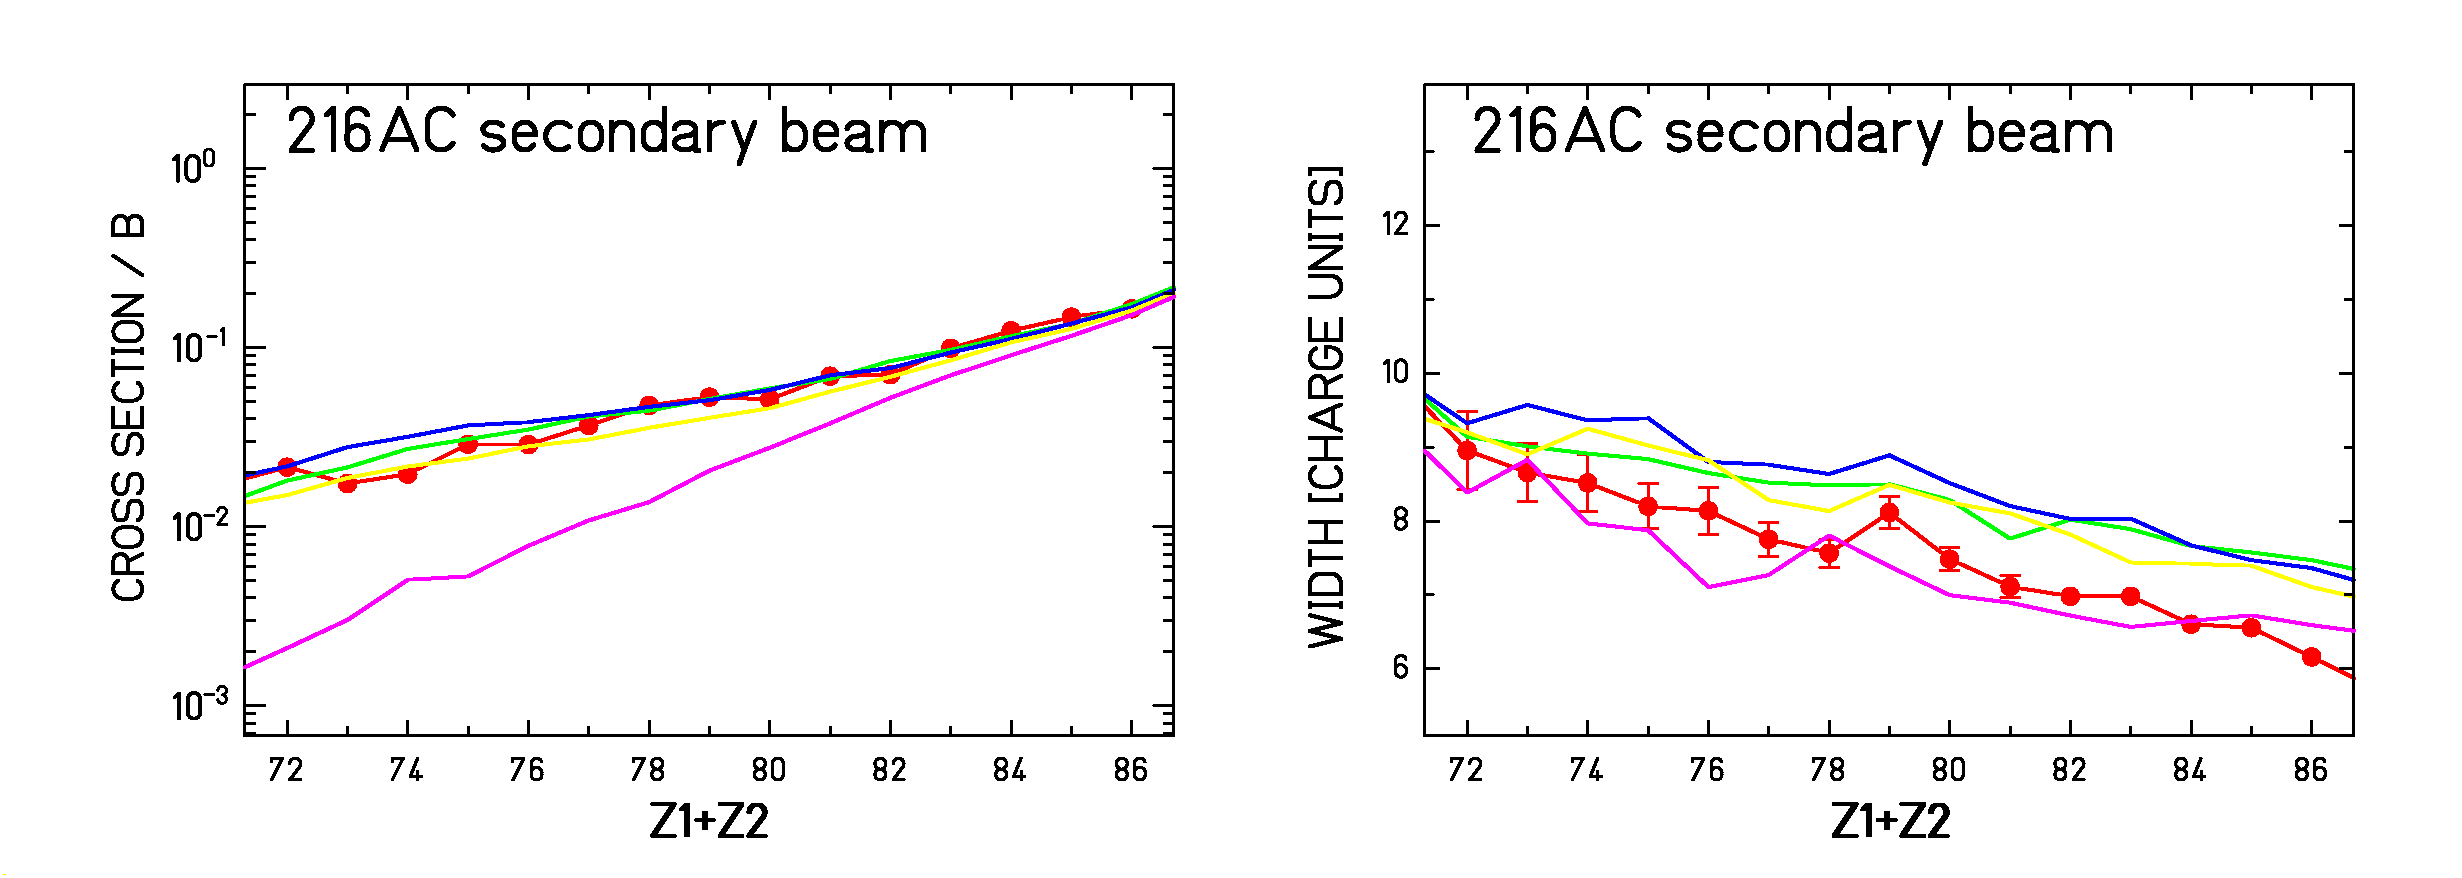 216AC secondary beam
CROSS SECTION / B
10⁰
10⁻¹
10⁻²
10⁻³
72 74 76 78 80 82 84 86
Z1+Z2
216AC secondary beam
WIDTH [CHARGE UNITS]
12
10
8
6
72 74 76 78 80 82 84 86
Z1+Z2